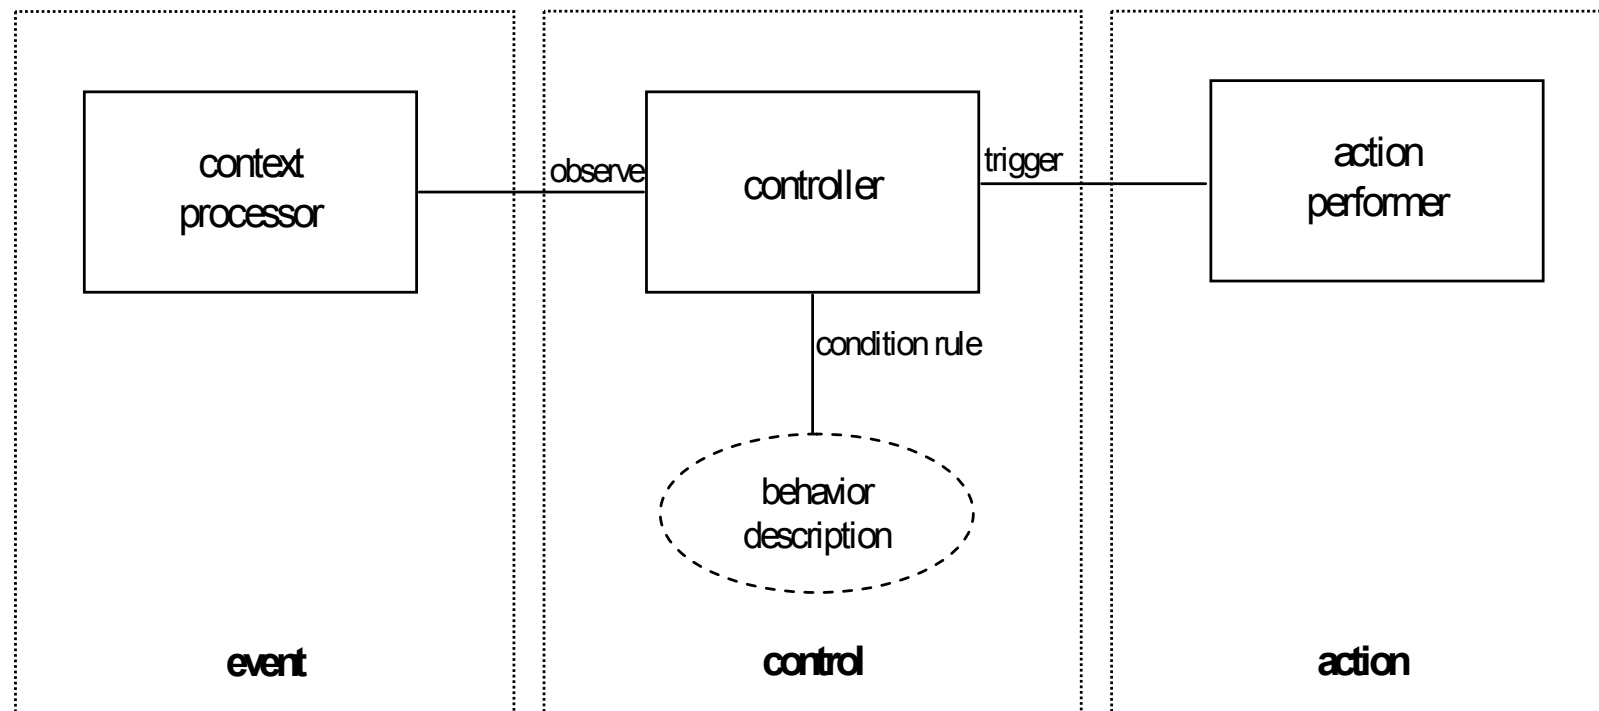 context
processor
observe
controller
trigger
action
performer
condition rule
behavior
description
event
control
action